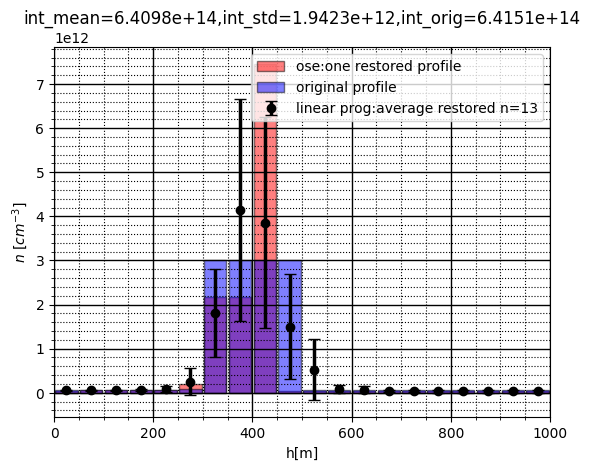 int_mean=6.4098e+14,int_std=1.9423e+12,int_orig=6.4151e+14
1e12
ose:one restored profile
original profile
linear prog:average restored n=13
7
6
5
4
3
2
1
0
n [cm⁻³]
0 200 400 600 800 1000
h[m]